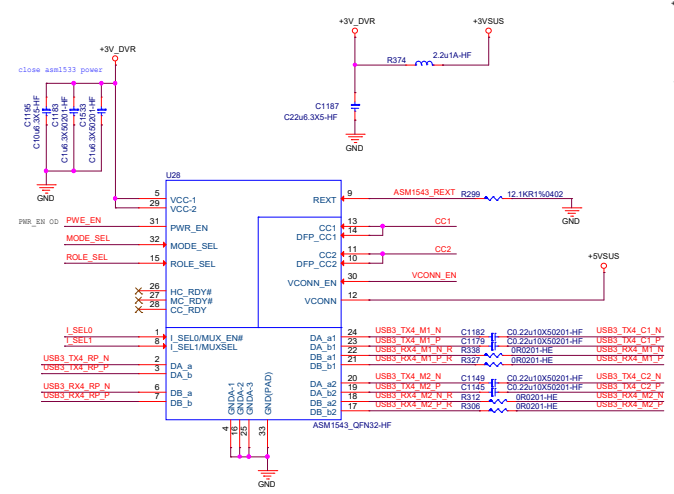 +3V_DVR
+3VSUS
+3V_DVR
R374
2.2u1A-HF
close asm1533 power
C1195
C10u6.3X5-HF
C1183
C1u6.3X50201-HF
C1533
C1u6.3X50201-HF
C1187
C22u6.3X5-HF
GND
GND
U28
5
29
VCC-1
VCC-2
REXT
9
ASM1543_REXT
R299
12.1KR1%0402
GND
PWR_EN OD
PWE_EN
31
PWR_EN
CC1
DFP_CC1
13
14
CC1
MODE_SEL
32
MODE_SEL
CC2
DFP_CC2
11
10
CC2
ROLE_SEL
15
ROLE_SEL
+5VSUS
VCONN_EN
30
VCONN_EN
26
27
28
HC_RDY#
MC_RDY#
CC_RDY
VCONN
12
I_SEL0
I_SEL1
1
8
I_SEL0/MUX_EN#
I_SEL1/MUXSEL
DA_a1
24
USB3_TX4_M1_N
C1182
C0.22u10X50201-HF
USB3_TX4_C1_N
DA_b1
23
USB3_TX4_M1_P
C1179
C0.22u10X50201-HF
USB3_TX4_C1_P
DB_a1
22
USB3_RX4_M1_N_R
R338
0R0201-HE
USB3_RX4_M1_N
DB_b1
21
USB3_RX4_M1_P_R
R327
0R0201-HE
USB3_RX4_M1_P
USB3_TX4_RP_N
USB3_TX4_RP_P
2
3
DA_a
DA_b
USB3_RX4_RP_N
USB3_RX4_RP_P
6
7
DB_a
DB_b
DA_a2
20
USB3_TX4_M2_N
C1149
C0.22u10X50201-HF
USB3_TX4_C2_N
DA_b2
19
USB3_TX4_M2_P
C1145
C0.22u10X50201-HF
USB3_TX4_C2_P
DB_a2
18
USB3_RX4_M2_N_R
R312
0R0201-HE
USB3_RX4_M2_N
DB_b2
17
USB3_RX4_M2_P_R
R306
0R0201-HE
USB3_RX4_M2_P
GNDA-1
GNDA-2
GNDA-3
GND(PAD)
4
16
25
33
ASM1543_QFN32-HF
GND